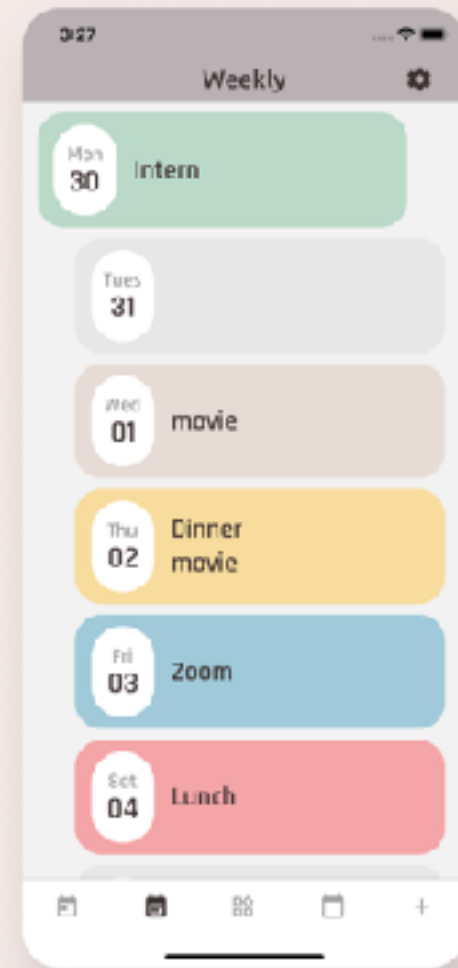 3:27
Weekly
Mon
30
Intern
Tues
31
Wed
01
movie
Thu
02
Dinner
movie
Fri
03
Zoom
Sat
04
Lunch